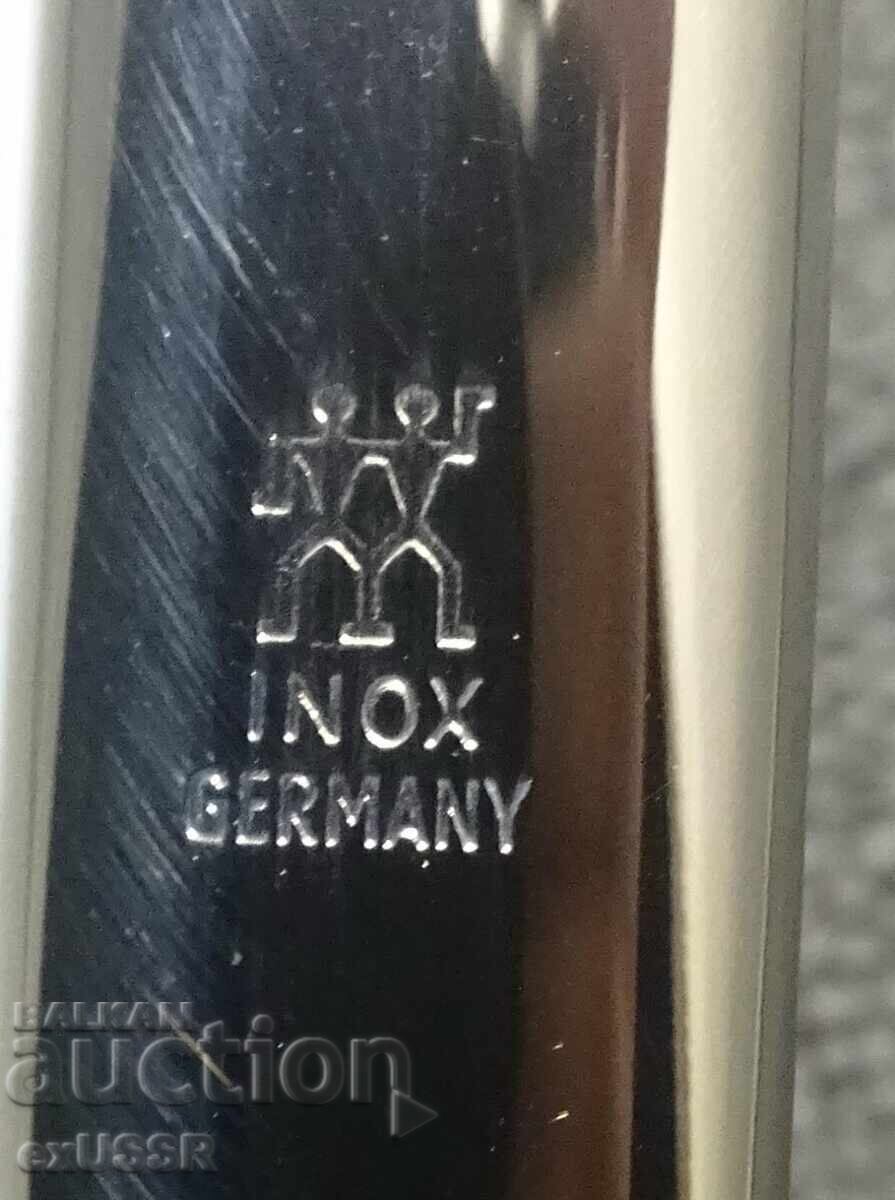 INOX
GERMANY
BALKAN
auction
exUSSR